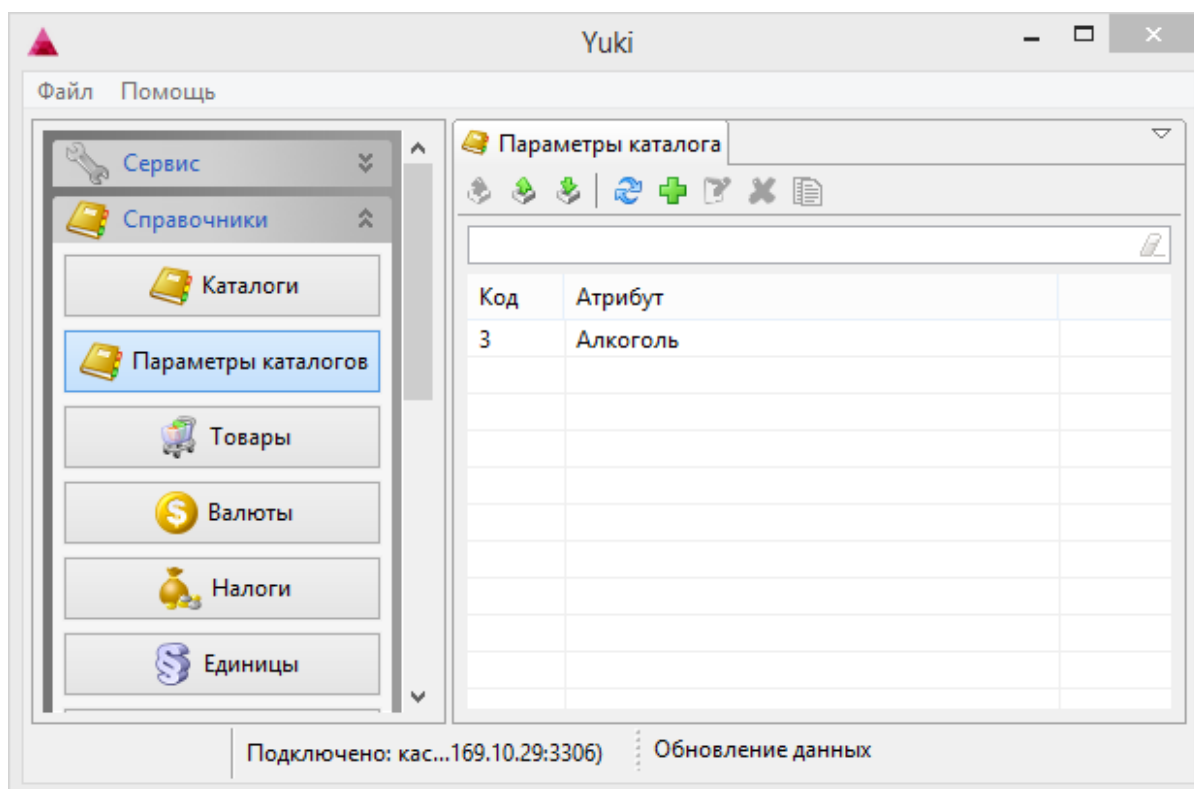 Yuki
Файл Помощь
Сервис
Справочники
Каталоги
Параметры каталогов
Товары
Валюты
Налоги
Единицы
Параметры каталога
Код Атрибут
3 Алкоголь
Подключено: кас...169.10.29:3306) Обновление данных